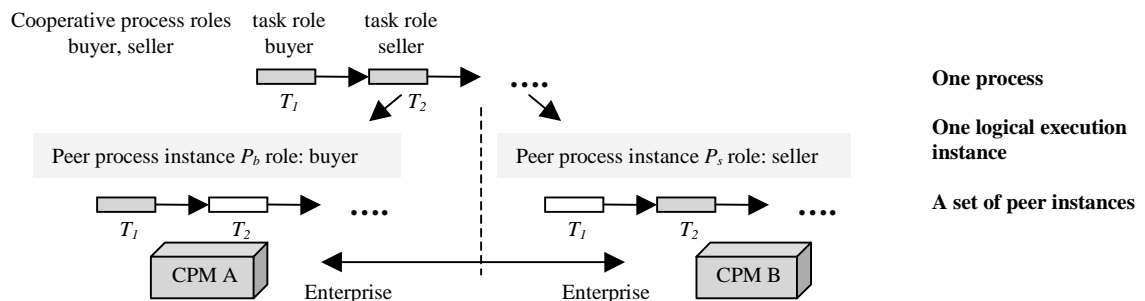 Cooperative process roles
buyer, seller
task role
buyer
task role
seller
T1
T2
....
One process
One logical execution
instance
Peer process instance Pb role: buyer
Peer process instance Ps role: seller
A set of peer instances
T1
T2
....
T1
T2
....
CPM A
CPM B
Enterprise
Enterprise